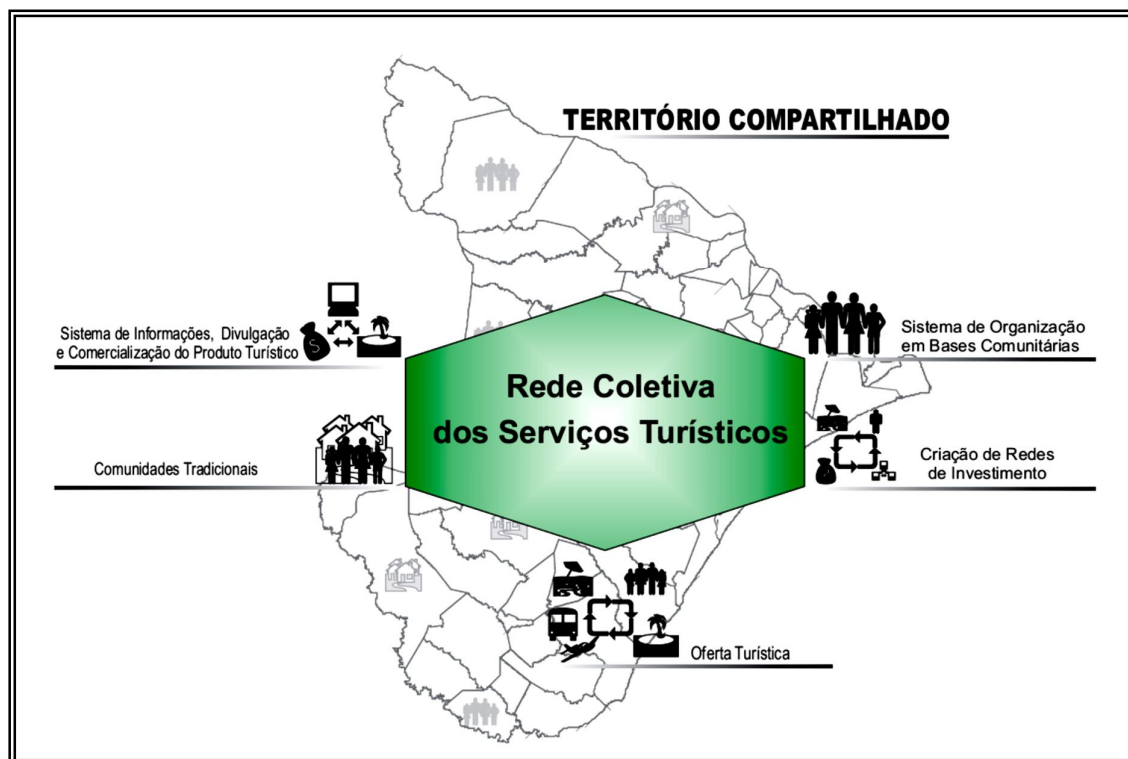 TERRITÓRIO COMPARTILHADO
Sistema de Informações, Divulgação
e Comercialização do Produto Turístico
Sistema de Organização
em Bases Comunitárias
Rede Coletiva
dos Serviços Turísticos
Comunidades Tradicionais
Criação de Redes
de Investimento
Oferta Turística